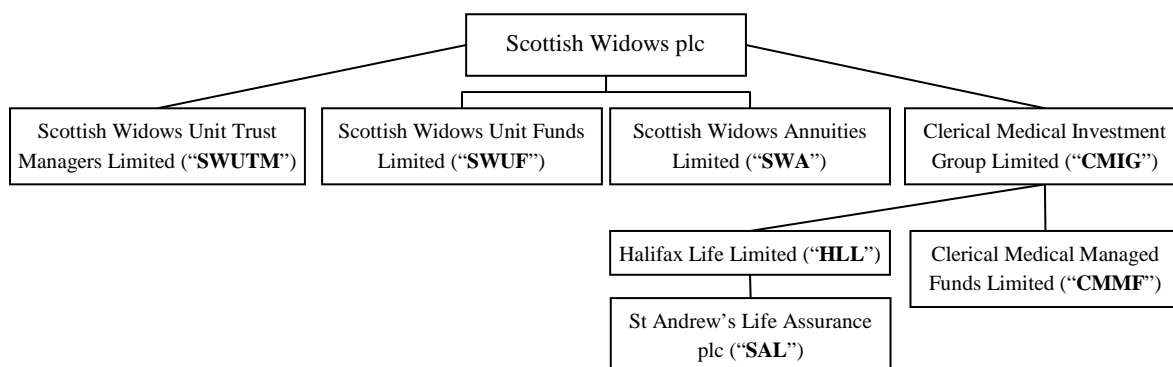 Scottish Widows plc
Scottish Widows Unit Trust
Managers Limited (“SWUTM”)
Scottish Widows Unit Funds
Limited (“SWUF”)
Scottish Widows Annuities
Limited (“SWA”)
Clerical Medical Investment
Group Limited (“CMIG”)
Halifax Life Limited (“HLL”)
Clerical Medical Managed
Funds Limited (“CMMF”)
St Andrew’s Life Assurance
plc (“SAL”)